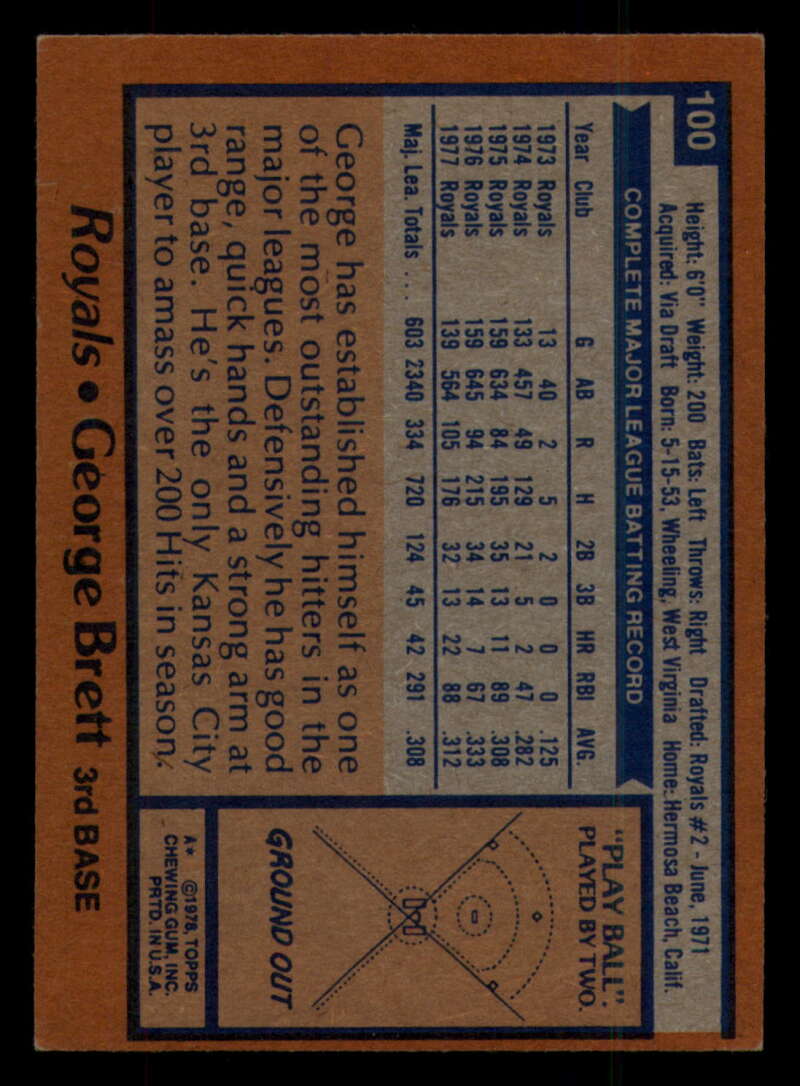 100
Height: 6'0" Weight: 200 Bats: Left Throws: Right Drafted: Royals #2 - June, 1971
Acquired: Via Draft Born: 5-15-53, Wheeling, West Virginia Home: Hermosa Beach, Calif.
COMPLETE MAJOR LEAGUE BATTING RECORD
Year Club G AB R H 2B 3B HR RBI AVG.
1973 Royals 13 40 2 5 2 0 0 0 .125
1974 Royals 133 457 49 129 21 5 2 47 .282
1975 Royals 159 634 84 195 35 13 11 89 .308
1976 Royals 159 645 94 215 34 14 7 67 .333
1977 Royals 139 564 105 176 32 13 22 88 .312
Maj. Lea. Totals . . . 603 2340 334 720 124 45 42 291 .308
George has established himself as one
of the most outstanding hitters in the
major leagues. Defensively he has good
range, quick hands and a strong arm at
3rd base. He's the only Kansas City
player to amass over 200 Hits in season.
"PLAY BALL":
PLAYED BY TWO.
GROUND OUT
A* ©1978, TOPPS
CHEWING GUM, INC.
PRTD. IN U.S.A.
Royals • George Brett 3rd BASE